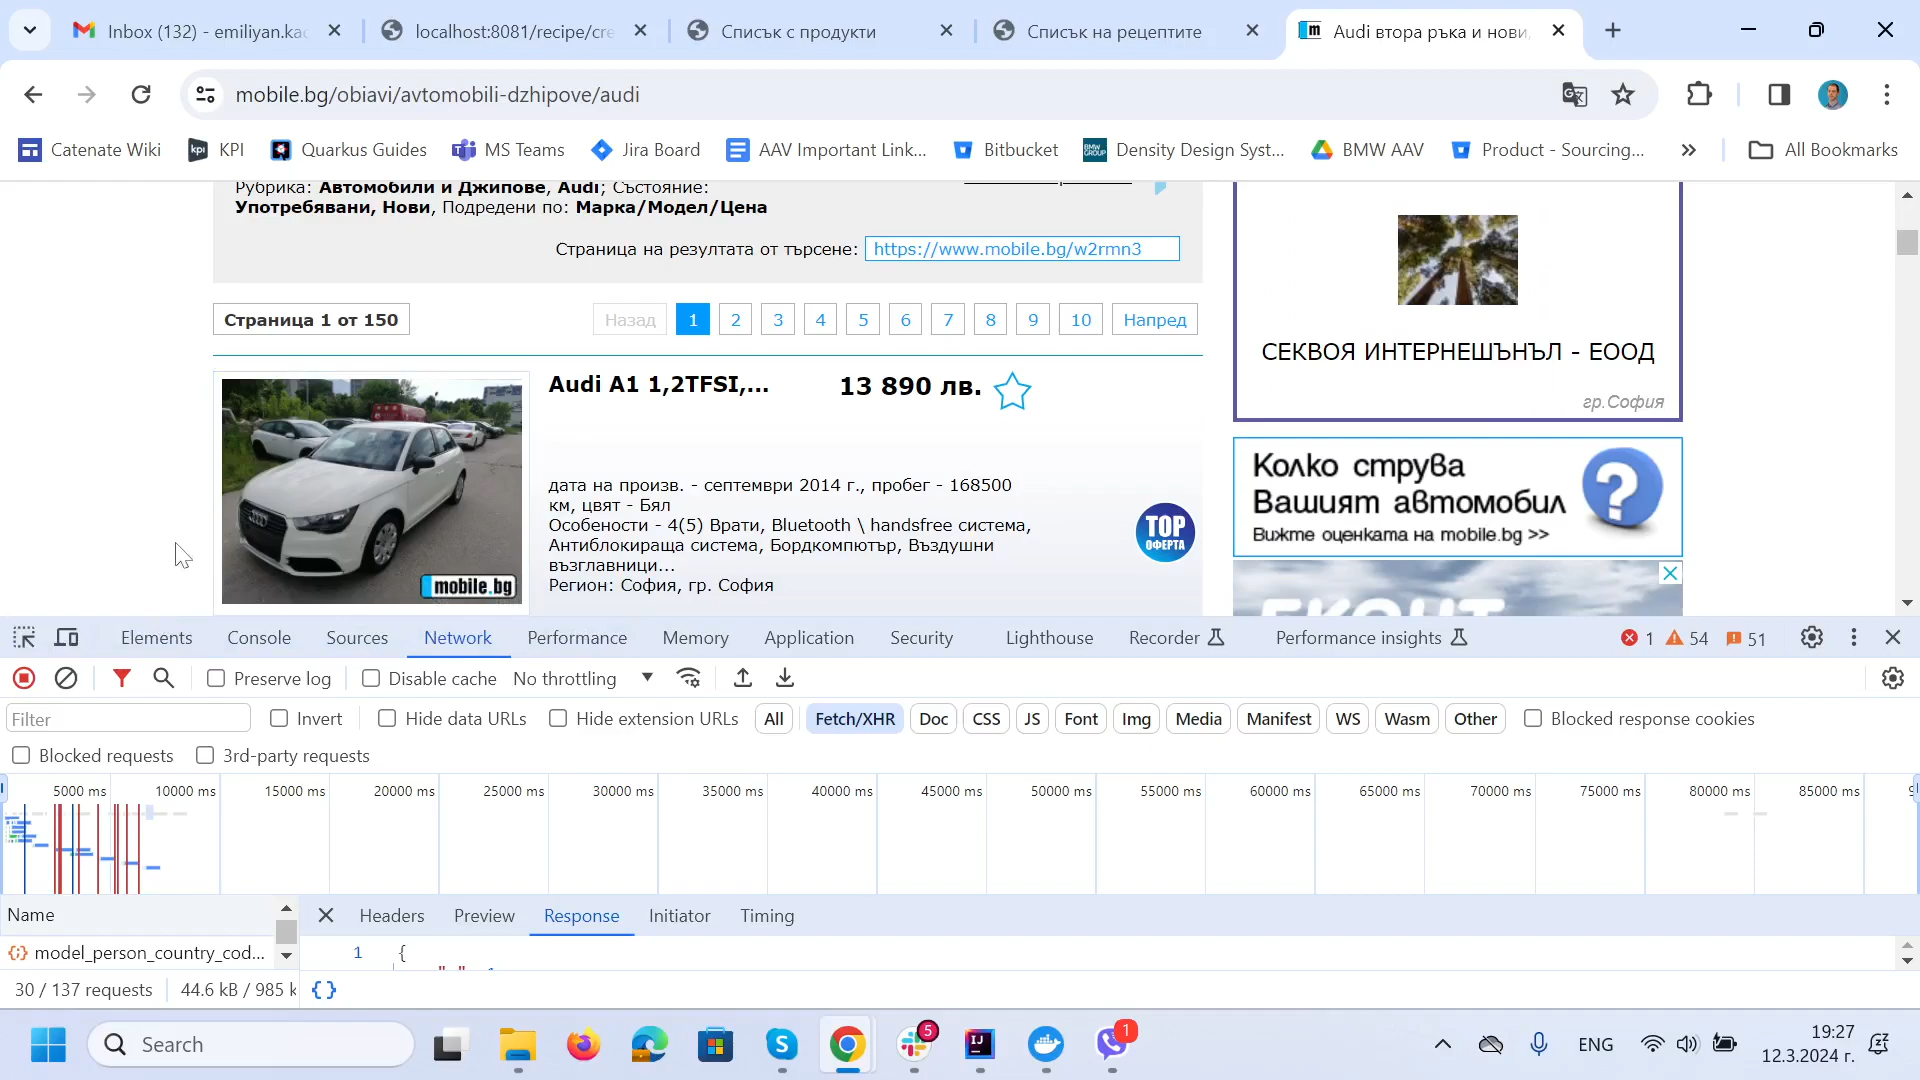 Inbox (132) - emiliyan.kac
localhost:8081/recipe/cre
Списък с продукти
Списък на рецептите
Audi втора ръка и нови,
mobile.bg/obiavi/avtomobili-dzhipove/audi
Catenate Wiki
KPI
Quarkus Guides
MS Teams
Jira Board
AAV Important Link...
Bitbucket
Density Design Syst...
BMW AAV
Product - Sourcing...
All Bookmarks
Рубрика: Автомобили и Джипове, Audi; Състояние:
Употребявани, Нови, Подредени по: Марка/Модел/Цена
Страница на резултата от търсене: https://www.mobile.bg/w2rmn3
Страница 1 от 150
Назад 1 2 3 4 5 6 7 8 9 10 Напред
Audi A1 1,2TFSI,...
13 890 лв.
дата на произв. - септември 2014 г., пробег - 168500
км, цвят - Бял
Особености - 4(5) Врати, Bluetooth \ handsfree система,
Антиблокираща система, Бордкомпютър, Въздушни
възглавници...
Регион: София, гр. София
TOP
ОФЕРТА
mobile.bg
СЕКВОЯ ИНТЕРНЕШЪНЪЛ - ЕООД
гр.София
Колко струва
Вашият автомобил
Вижте оценката на mobile.bg >>
ЕКОНТ
Elements Console Sources Network Performance Memory Application Security Lighthouse Recorder Performance insights 1 54 51
Preserve log Disable cache No throttling
Filter Invert Hide data URLs Hide extension URLs All Fetch/XHR Doc CSS JS Font Img Media Manifest WS Wasm Other Blocked response cookies
Blocked requests 3rd-party requests
5000 ms 10000 ms 15000 ms 20000 ms 25000 ms 30000 ms 35000 ms 40000 ms 45000 ms 50000 ms 55000 ms 60000 ms 65000 ms 70000 ms 75000 ms 80000 ms 85000 ms
Name
Headers Preview Response Initiator Timing
model_person_country_cod...
1 {
30 / 137 requests 44.6 kB / 985 k
{}
Search
5
1
ENG
19:27
12.3.2024 г.